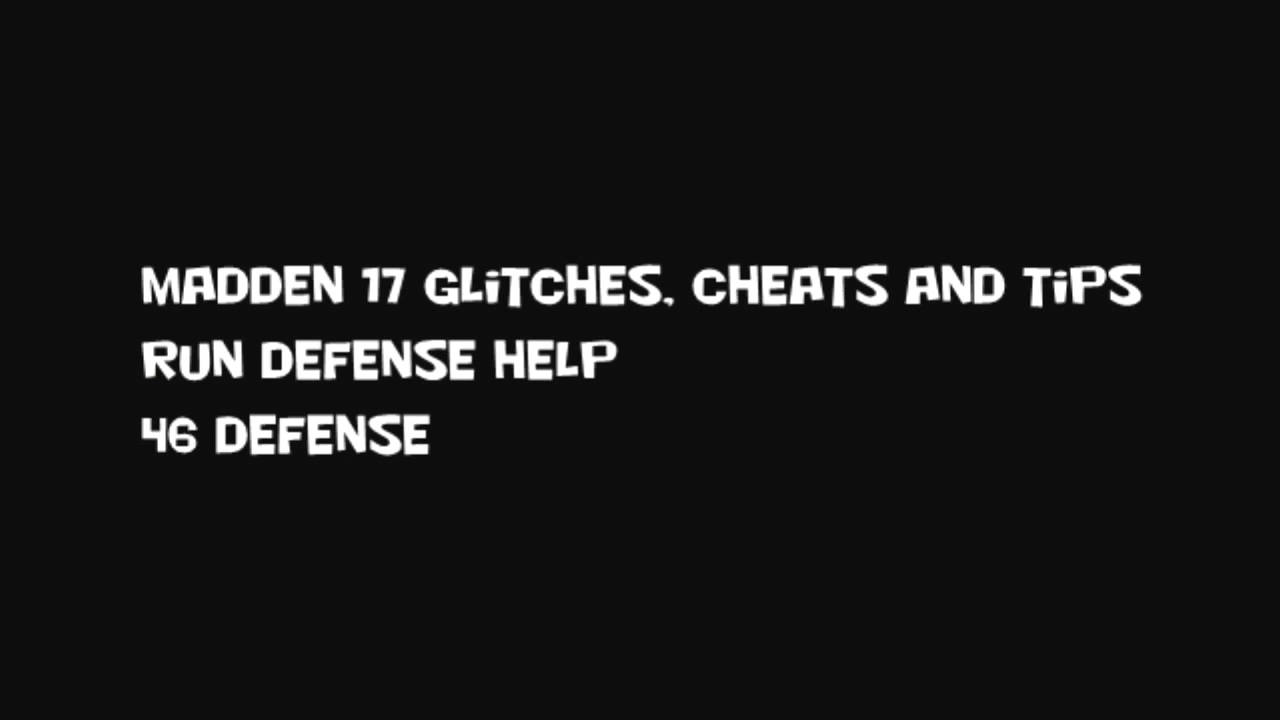 MADDEN 17 GLiTCHES, CHEATS AND TiPS
RUN DEFENSE HELP
46 DEFENSE